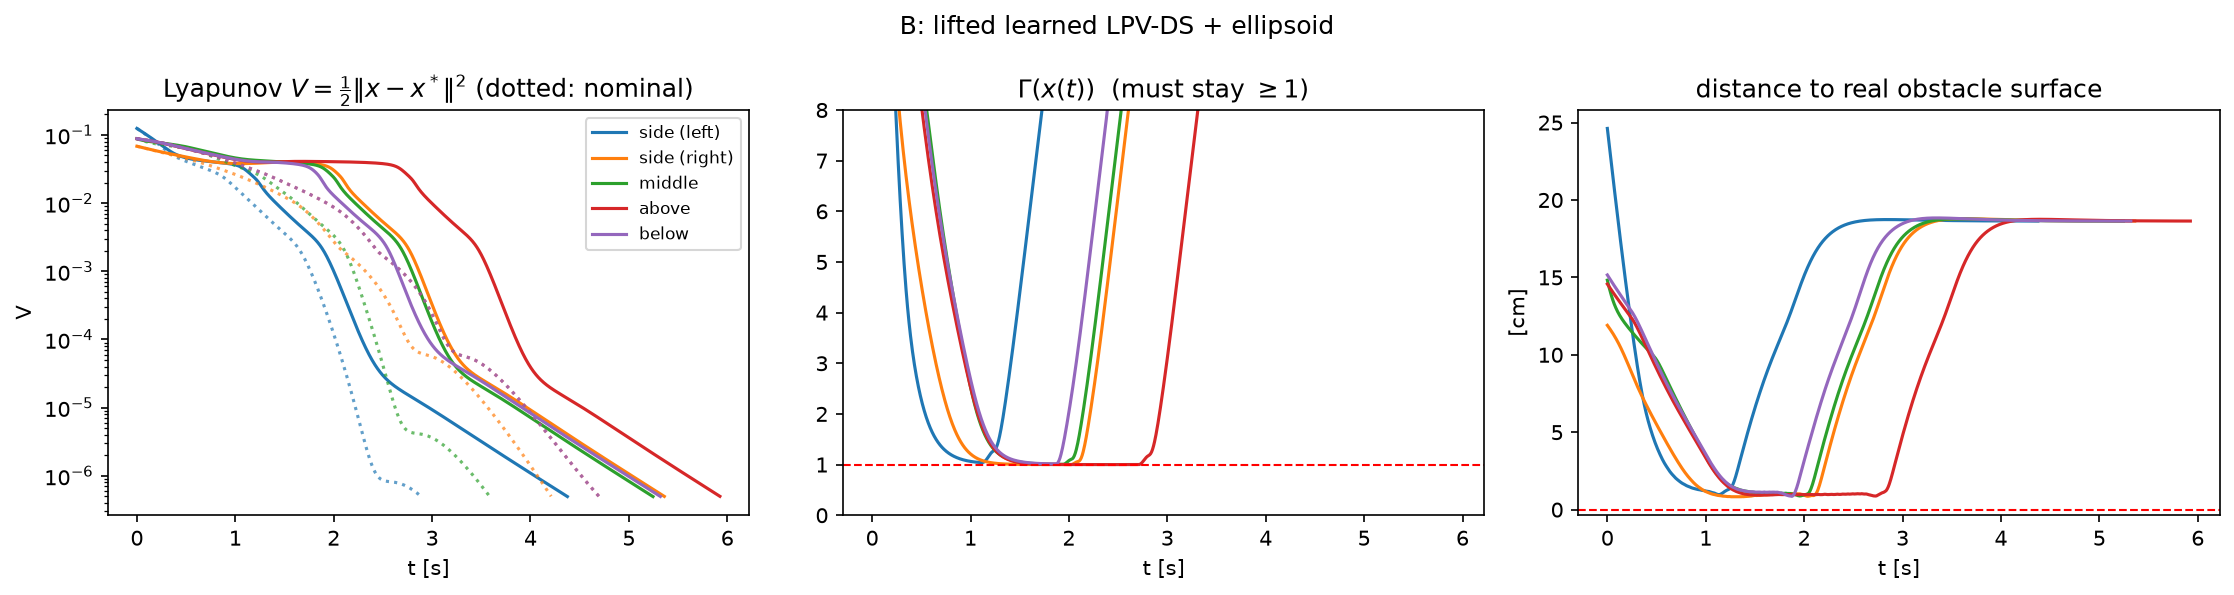 B: lifted learned LPV-DS + ellipsoid
Lyapunov $V = \frac{1}{2}\|x - x^*\|^2$ (dotted: nominal)
V
10⁻¹
10⁻²
10⁻³
10⁻⁴
10⁻⁵
10⁻⁶
side (left)
side (right)
middle
above
below
0 1 2 3 4 5 6
t [s]
Γ(x(t)) (must stay ≥1)
8
7
6
5
4
3
2
1
0
0 1 2 3 4 5 6
t [s]
distance to real obstacle surface
[cm]
25
20
15
10
5
0
0 1 2 3 4 5 6
t [s]